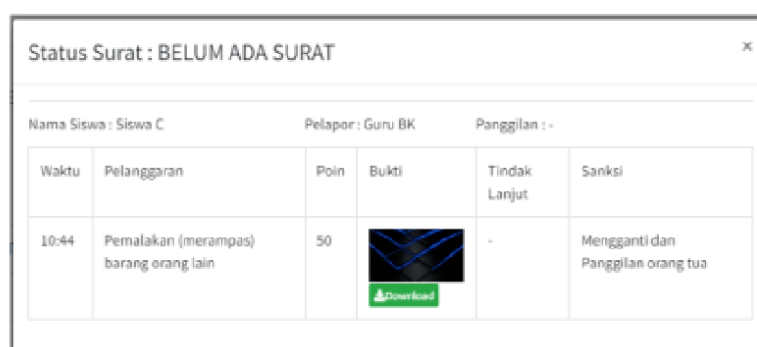 Status Surat : BELUM ADA SURAT
×
Nama Siswa : Siswa C Pelapor : Guru BK Panggilan : -
Waktu Pelanggaran Poin Bukti Tindak Lanjut Sanksi
10:44 Pemalakan (merampas) 50 - Mengganti dan
barang orang lain Panggilan orang tua
Download